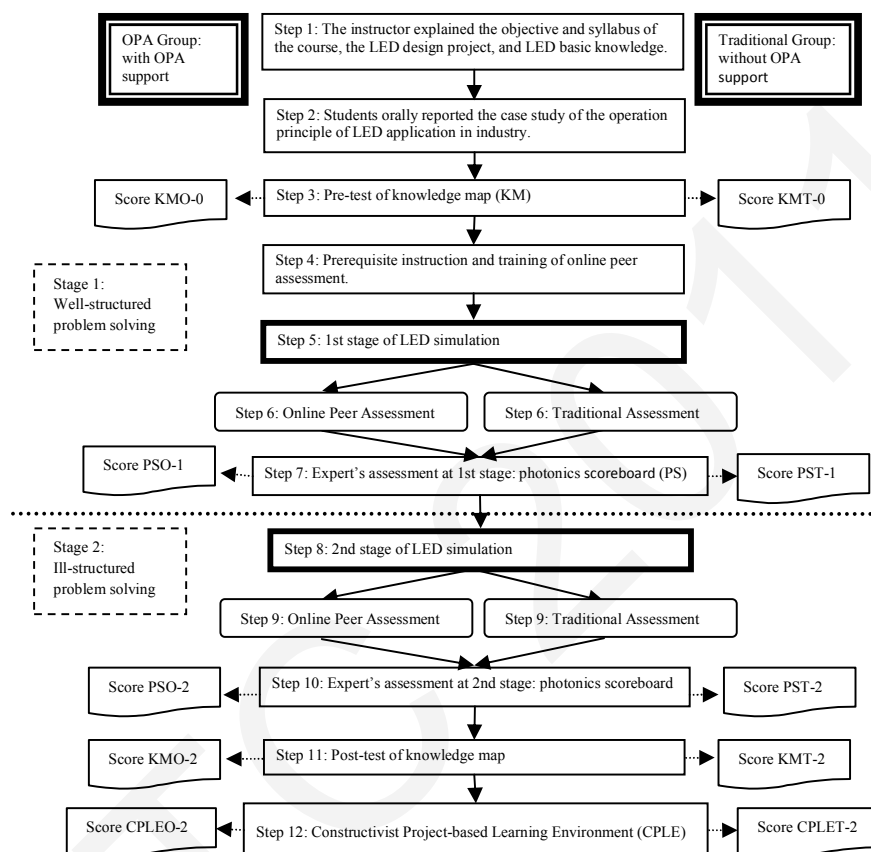 OPA Group:
with OPA
support
Step 1: The instructor explained the objective and syllabus of
the course, the LED design project, and LED basic knowledge.
Traditional Group:
without OPA
support
Step 2: Students orally reported the case study of the operation
principle of LED application in industry.
Score KMO-0
Step 3: Pre-test of knowledge map (KM)
Score KMT-0
Step 4: Prerequisite instruction and training of online peer
assessment.
Stage 1:
Well-structured
problem solving
Step 5: 1st stage of LED simulation
Step 6: Online Peer Assessment
Step 6: Traditional Assessment
Score PSO-1
Step 7: Expert's assessment at 1st stage: photonics scoreboard (PS)
Score PST-1
Stage 2:
Ill-structured
problem solving
Step 8: 2nd stage of LED simulation
Step 9: Online Peer Assessment
Step 9: Traditional Assessment
Score PSO-2
Step 10: Expert's assessment at 2nd stage: photonics scoreboard
Score PST-2
Score KMO-2
Step 11: Post-test of knowledge map
Score KMT-2
Score CPLEO-2
Step 12: Constructivist Project-based Learning Environment (CPLE)
Score CPLET-2